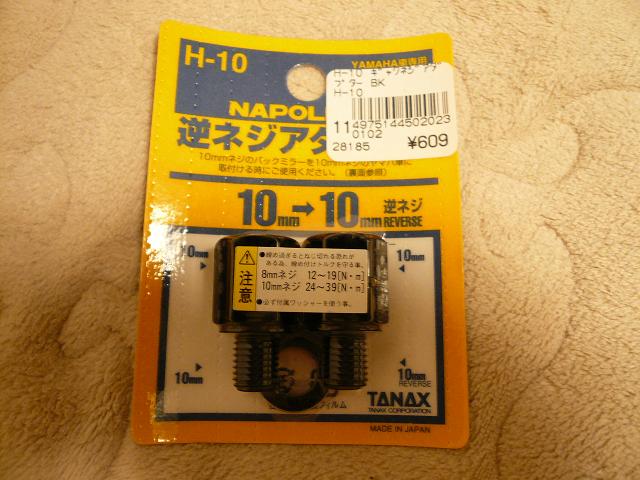 H-10
YAMAHA車専用
H-10 ギャクネジアダ
プター BK
H-10
11 4975144502023
0102
28185 ¥609
NAPOL
逆ネジアダ
10mmネジのバックミラーを10mmネジのヤマハ車に
取付ける時にご使用ください。(裏面参照)
10mm→10mm 逆ネジ
REVERSE
10mm
10mm
注意
●締め過ぎるとねじ切れる恐れが
ある為、締め付けトルクを守る事。
8mmネジ 12〜19[N・m]
10mmネジ 24〜39[N・m]
●必ず付属ワッシャーを使う事。
10mm
10mm
REVERSE
フィルム
TANAX
TANAX CORPORATION
MADE IN JAPAN